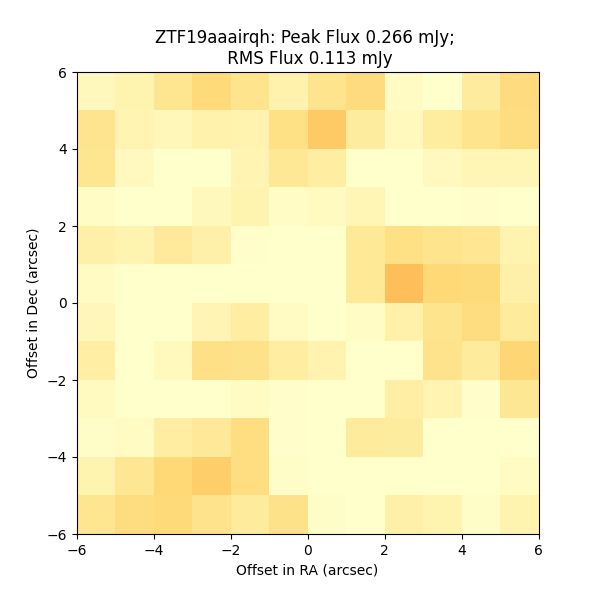 ZTF19aaairqh: Peak Flux 0.266 mJy;
RMS Flux 0.113 mJy
6
4
2
0
−2
−4
−6
Offset in Dec (arcsec)
−6 −4 −2 0 2 4 6
Offset in RA (arcsec)